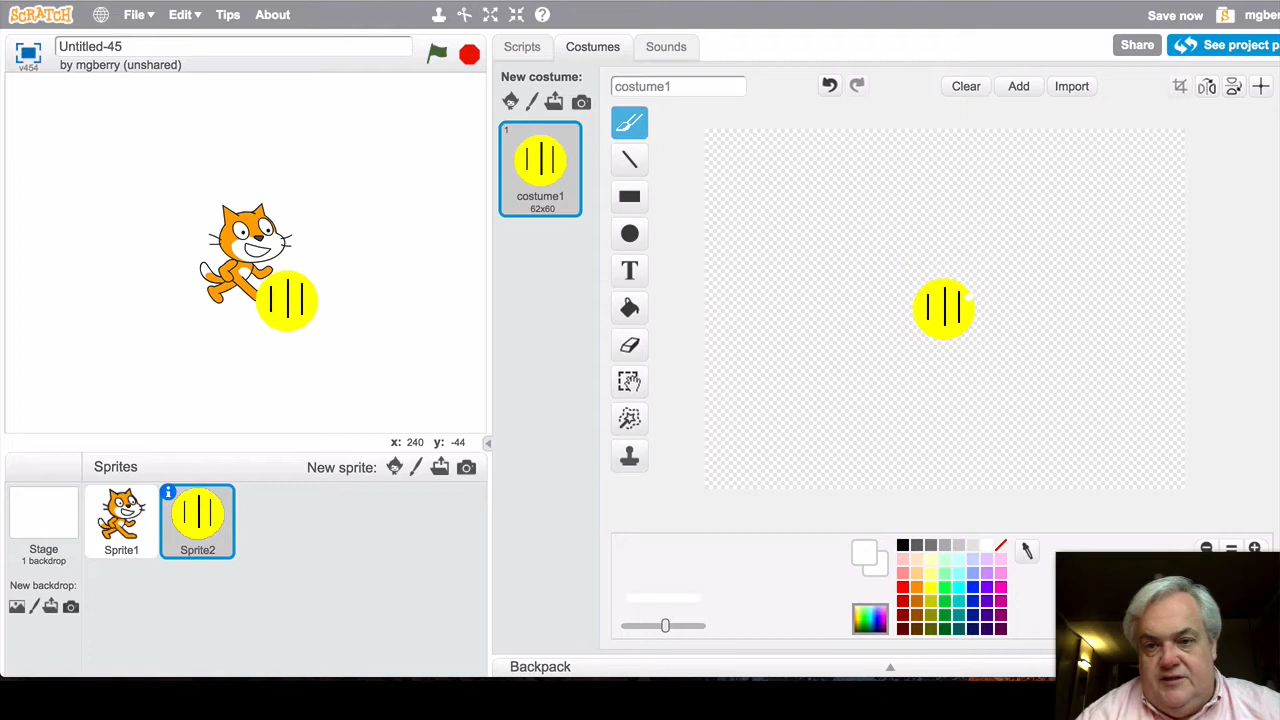 SCRATCH
File
Edit
Tips
About
Save now
mgber
v454
Untitled-45
by mgberry (unshared)
Scripts
Costumes
Sounds
Share
See project p
New costume:
costume1
Clear
Add
Import
1
costume1
62x60
T
x: 240 y: -44
Sprites
New sprite:
Stage
1 backdrop
Sprite1
Sprite2
New backdrop:
Backpack